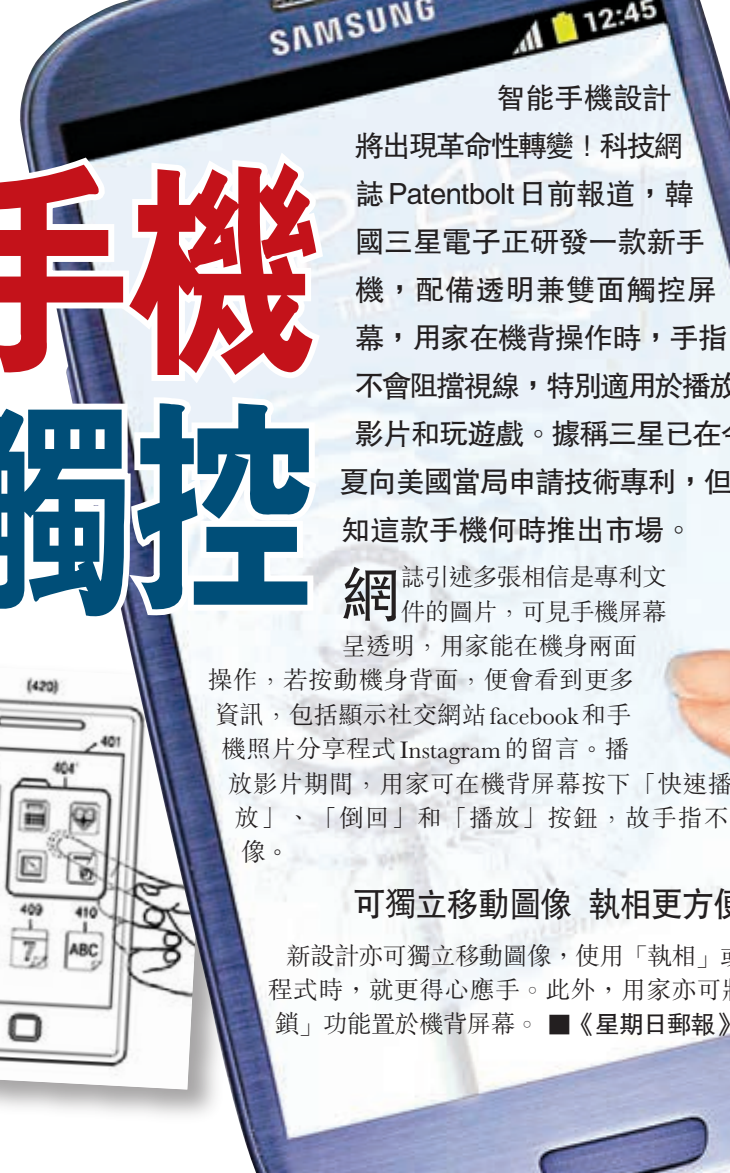 SAMSUNG
12:45
手機
觸控
智能手機設計
將出現革命性轉變！科技網
誌Patentbolt日前報道，韓
國三星電子正研發一款新手
機，配備透明兼雙面觸控屏
幕，用家在機背操作時，手指
不會阻擋視線，特別適用於播放
影片和玩遊戲。據稱三星已在今
夏向美國當局申請技術專利，但
知這款手機何時推出市場。
網誌引述多張相信是專利文
件的圖片，可見手機屏幕
呈透明，用家能在機身兩面
操作，若按動機身背面，便會看到更多
資訊，包括顯示社交網站facebook和手
機照片分享程式Instagram的留言。播
放影片期間，用家可在機背屏幕按下「快速播
放」、「倒回」和「播放」按鈕，故手指不
像。
可獨立移動圖像 執相更方便
新設計亦可獨立移動圖像，使用「執相」或
程式時，就更得心應手。此外，用家亦可將
鎖」功能置於機背屏幕。 ■《星期日郵報》
(420)
401
404'
409 410
7 ABC